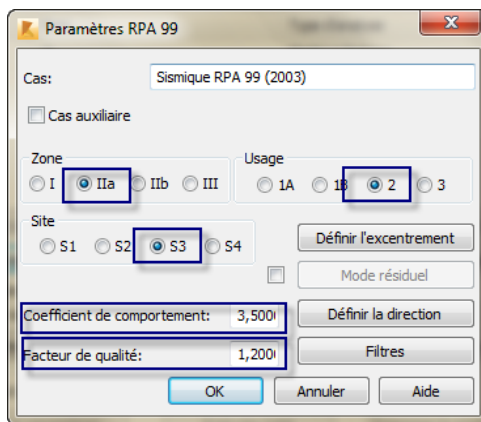 Paramètres RPA 99
Cas: Sismique RPA 99 (2003)
Cas auxiliaire
Zone Usage
I IIa IIb III 1A 1B 2 3
Site
S1 S2 S3 S4
Définir l'excentrement
Mode résiduel
Coefficient de comportement: 3,500 Définir la direction
Facteur de qualité: 1,200 Filtres
OK Annuler Aide